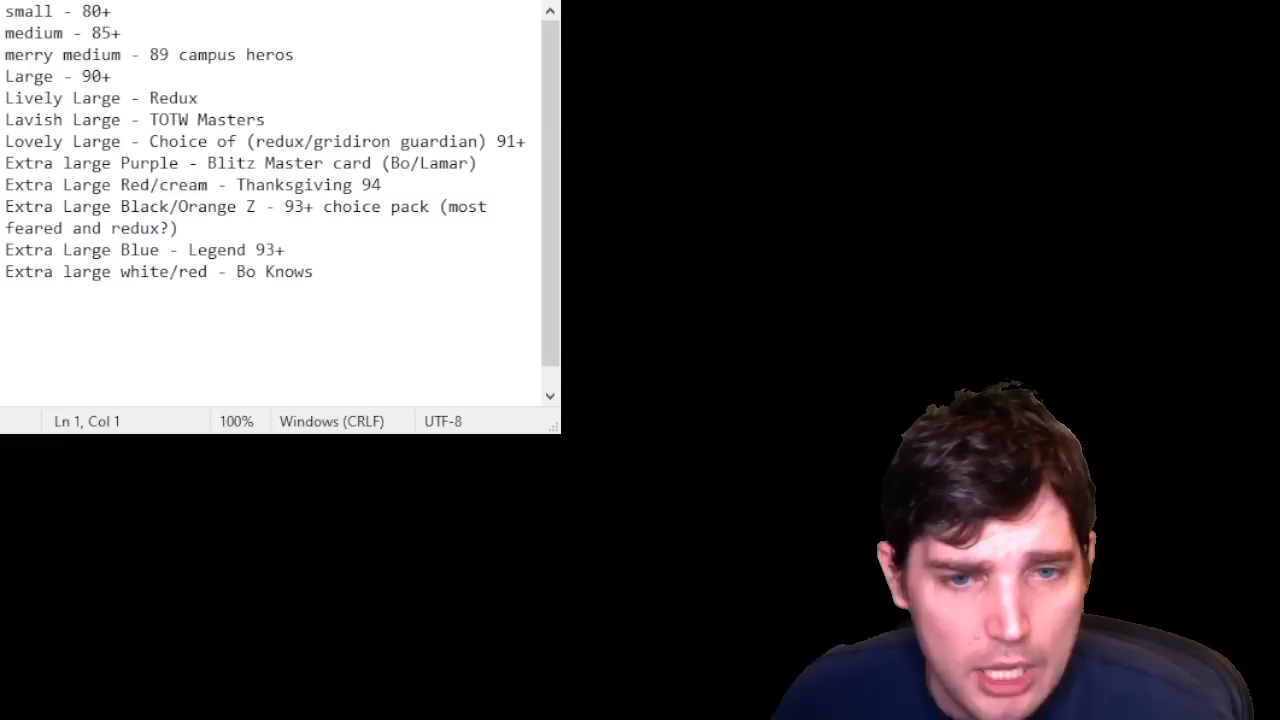 small - 80+
medium - 85+
merry medium - 89 campus heros
Large - 90+
Lively Large - Redux
Lavish Large - TOTW Masters
Lovely Large - Choice of (redux/gridiron guardian) 91+
Extra large Purple - Blitz Master card (Bo/Lamar)
Extra Large Red/cream - Thanksgiving 94
Extra Large Black/Orange Z - 93+ choice pack (most
feared and redux?)
Extra Large Blue - Legend 93+
Extra large white/red - Bo Knows
Ln 1, Col 1 100% Windows (CRLF) UTF-8